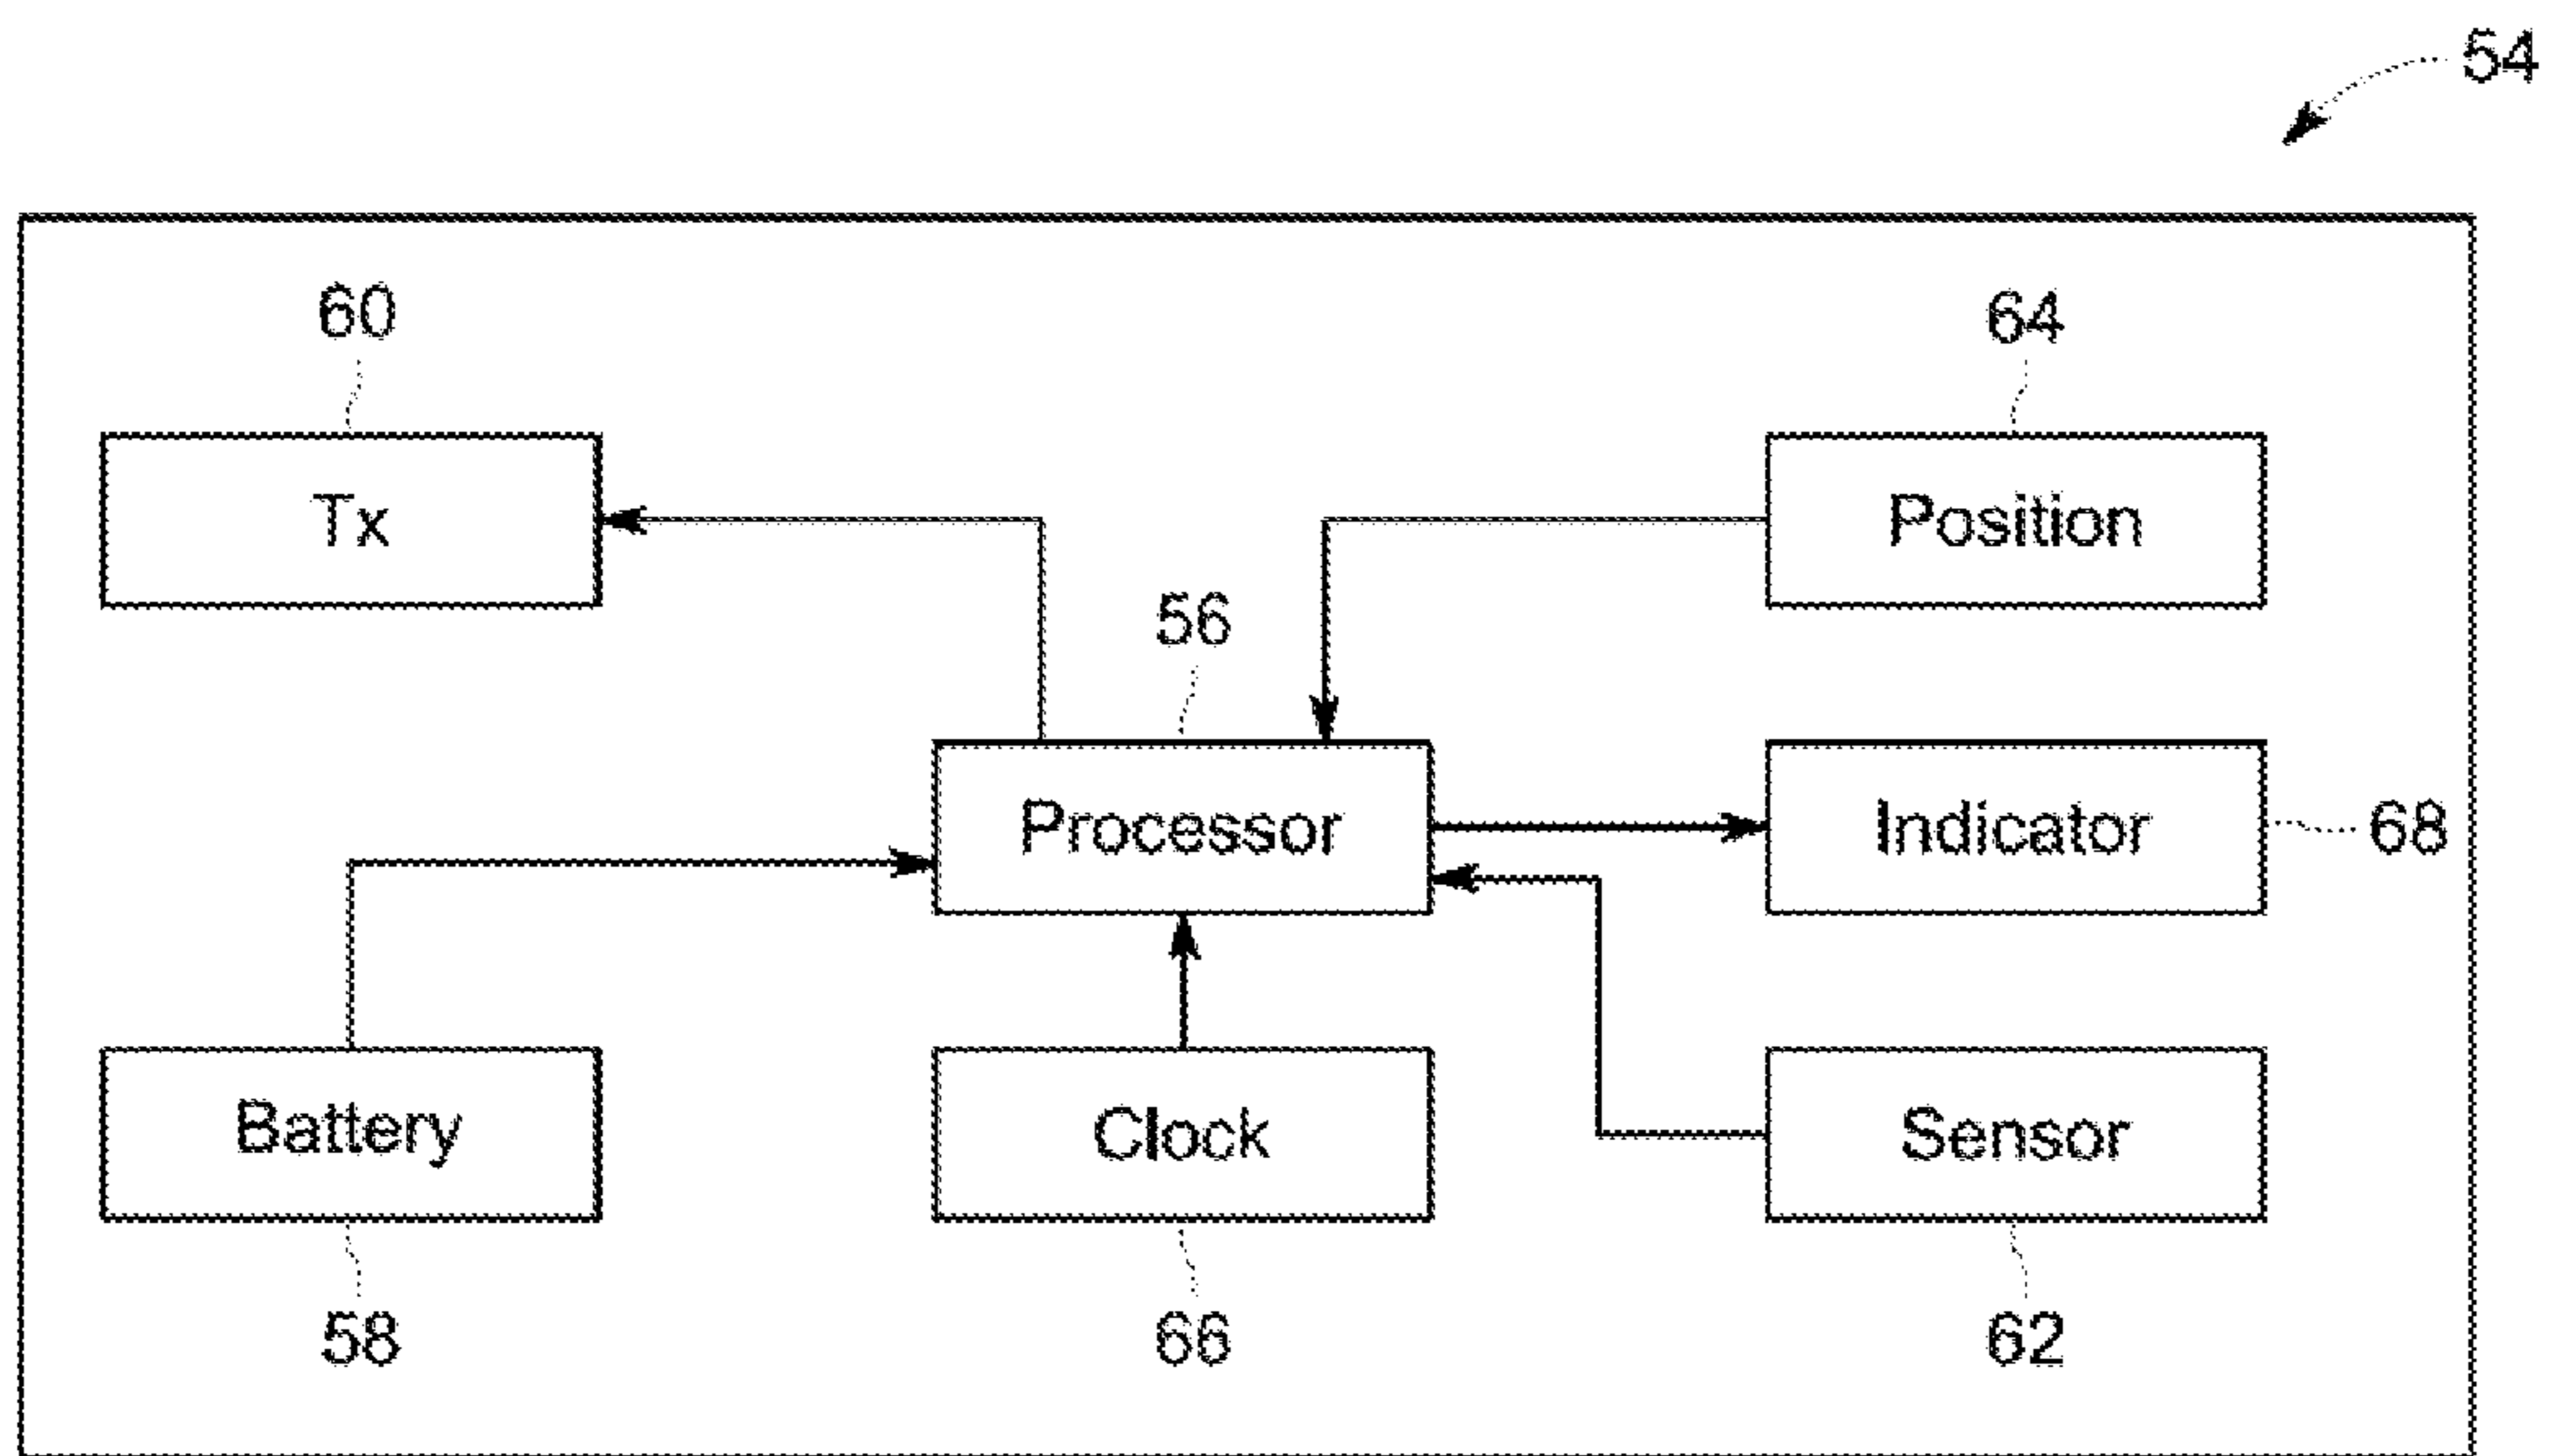 54
60
64
Tx
Position
56
Processor
Indicator
68
Battery
Clock
Sensor
58
66
62